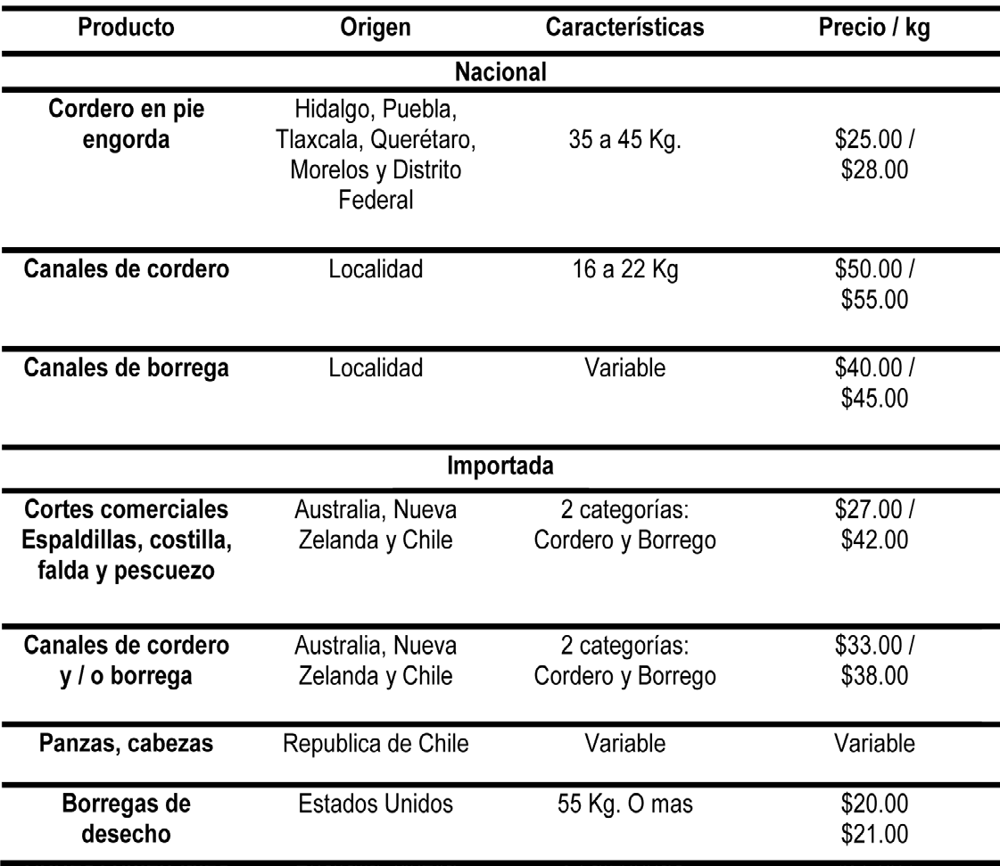 Producto Origen Características Precio / kg
Nacional
Cordero en pie engorda
Hidalgo, Puebla,
Tlaxcala, Querétaro,
Morelos y Distrito
Federal
35 a 45 Kg.
$25.00 /
$28.00
Canales de cordero Localidad 16 a 22 Kg $50.00 /
$55.00
Canales de borrega Localidad Variable $40.00 /
$45.00
Importada
Cortes comerciales
Espaldillas, costilla,
falda y pescuezo
Australia, Nueva
Zelanda y Chile
2 categorías:
Cordero y Borrego
$27.00 /
$42.00
Canales de cordero
y / o borrega
Australia, Nueva
Zelanda y Chile
2 categorías:
Cordero y Borrego
$33.00 /
$38.00
Panzas, cabezas Republica de Chile Variable Variable
Borregas de
desecho
Estados Unidos
55 Kg. O mas
$20.00
$21.00